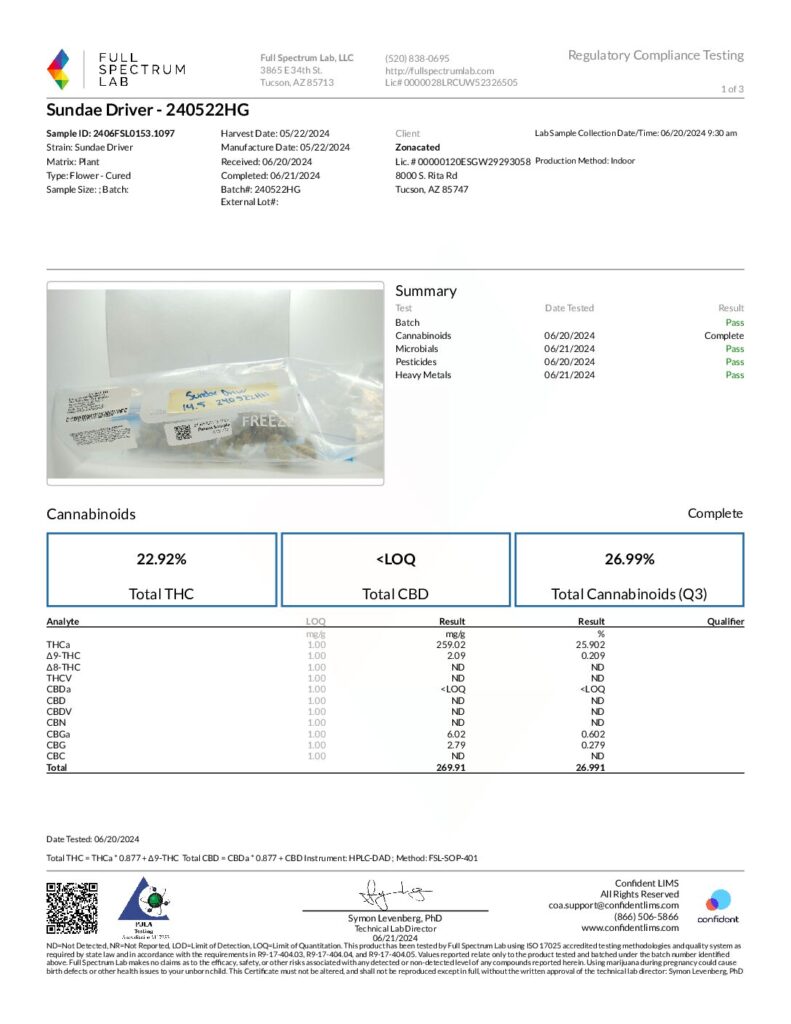 FULL
SPECTRUM
LAB
Full Spectrum Lab, LLC
3865 E 34th St.
Tucson, AZ 85713
(520) 838-0695
http://fullspectrumlab.com
Lic# 0000028LRCUW52326505
Regulatory Compliance Testing
1 of 3
Sundae Driver - 240522HG
Sample ID: 2406FSL0153.1097
Strain: Sundae Driver
Matrix: Plant
Type: Flower - Cured
Sample Size: ; Batch:
Harvest Date: 05/22/2024
Manufacture Date: 05/22/2024
Received: 06/20/2024
Completed: 06/21/2024
Batch#: 240522HG
External Lot#:
Client
Zonacated
Lic. # 00000120ESGW29293058
8000 S. Rita Rd
Tucson, AZ 85747
Lab Sample Collection Date/Time: 06/20/2024 9:30 am
Production Method: Indoor
Sundae
14.5
FREEZ
Summary
Test Date Tested Result
Batch Pass
Cannabinoids 06/20/2024 Complete
Microbials 06/21/2024 Pass
Pesticides 06/20/2024 Pass
Heavy Metals 06/21/2024 Pass
Cannabinoids Complete
22.92% <LOQ 26.99%
Total THC Total CBD Total Cannabinoids (Q3)
Analyte LOQ Result Result Qualifier
mg/g mg/g %
THCa 1.00 259.02 25.902
Δ9-THC 1.00 2.09 0.209
Δ8-THC 1.00 ND ND
THCV 1.00 ND ND
CBDa 1.00 <LOQ <LOQ
CBD 1.00 ND ND
CBDV 1.00 ND ND
CBN 1.00 ND ND
CBGa 1.00 6.02 0.602
CBG 1.00 2.79 0.279
CBC 1.00 ND ND
Total 269.91 26.991
Date Tested: 06/20/2024
Total THC = THCa * 0.877 + Δ9-THC Total CBD = CBDa * 0.877 + CBD Instrument: HPLC-DAD ; Method: FSL-SOP-401
PJLA
Testing
Symon Levenberg, PhD
Technical Lab Director
06/21/2024
Confident LIMS
All Rights Reserved
coa.support@confidentlims.com
(866) 506-5866
www.confidentlims.com
confident
ND=Not Detected, NR=Not Reported, LOD=Limit of Detection, LOQ=Limit of Quantitation. This product has been tested by Full Spectrum Lab using ISO 17025 accredited testing methodologies and quality system as
required by state law and in accordance with the requirements in R9-17-404.03, R9-17-404.04, and R9-17-404.05. Values reported relate only to the product tested and batched under the batch number identified
above. Full Spectrum Lab makes no claims as to the efficacy, safety, or other risks associated with any detected or non-detected level of any compounds reported herein. Using marijuana during pregnancy could cause
birth defects or other health issues to your unborn child. This Certificate must not be altered, and shall not be reproduced except in full, without the written approval of the technical lab director: Symon Levenberg, PhD